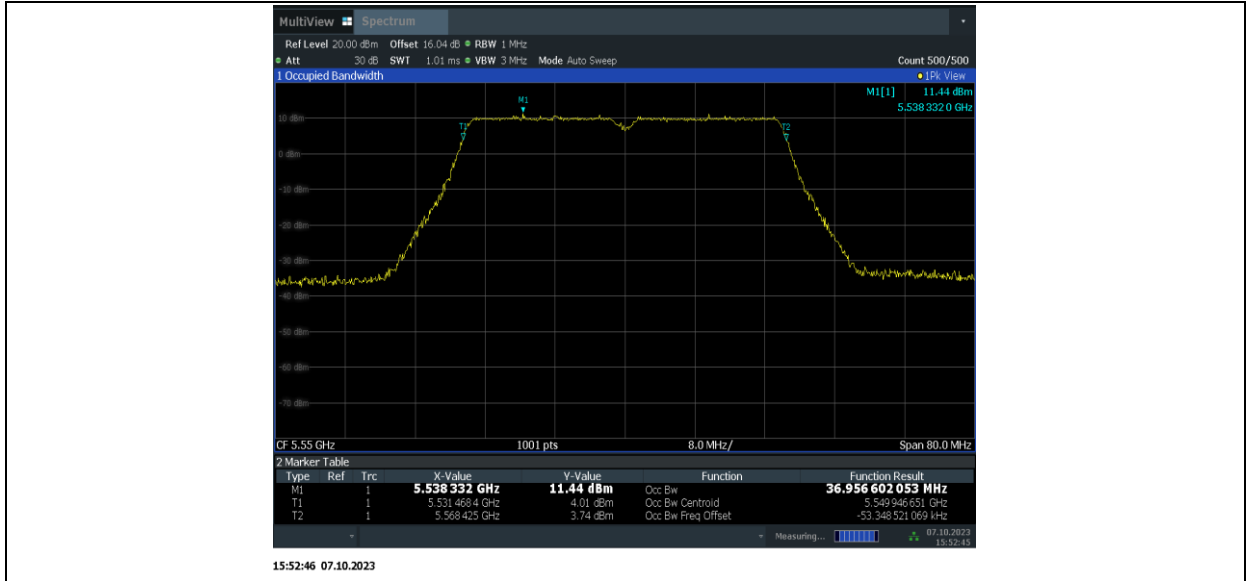 MultiView Spectrum
Ref Level 20.00 dBm Offset 16.04 dB RBW 1 MHz
Att 30 dB SWT 1.01 ms VBW 3 MHz Mode Auto Sweep Count 500/500
1 Occupied Bandwidth 1Pk View
M1[1] 11.44 dBm
5.538 332 0 GHz
M1
10 dBm
T1
T2
0 dBm
-10 dBm
-20 dBm
-30 dBm
-40 dBm
-50 dBm
-60 dBm
-70 dBm
CF 5.55 GHz 1001 pts 8.0 MHz/ Span 80.0 MHz
2 Marker Table
Type Ref Trc X-Value Y-Value Function Function Result
M1 1 5.538 332 GHz 11.44 dBm Occ Bw 36.956 602 053 MHz
T1 1 5.531 468 4 GHz 4.01 dBm Occ Bw Centroid 5.549 946 651 GHz
T2 1 5.568 425 GHz 3.74 dBm Occ Bw Freq Offset -53.348 521 069 kHz
Measuring... 07.10.2023
15:52:45
15:52:46 07.10.2023